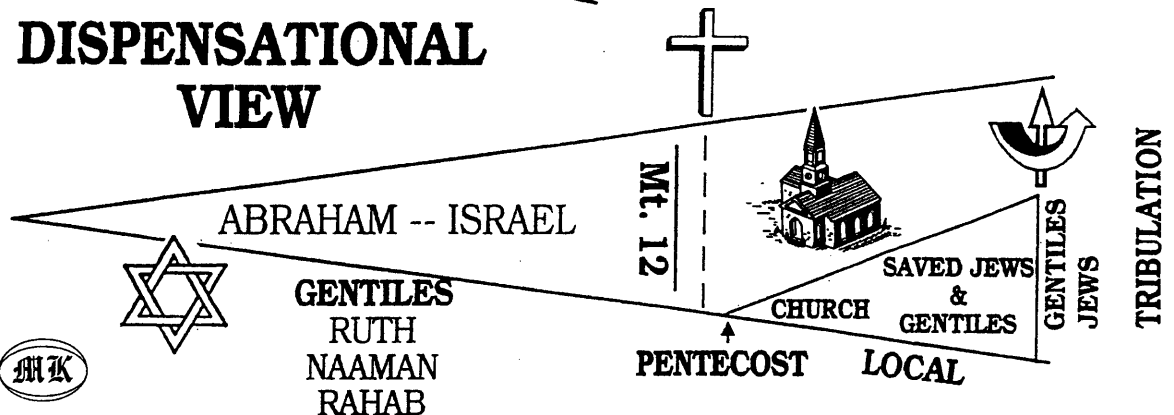 DISPENSATIONAL
VIEW
ABRAHAM -- ISRAEL
GENTILES
RUTH
NAAMAN
RAHAB
Mt. 12
PENTECOST
CHURCH
SAVED JEWS
&
GENTILES
LOCAL
GENTILES
JEWS
TRIBULATION
MK